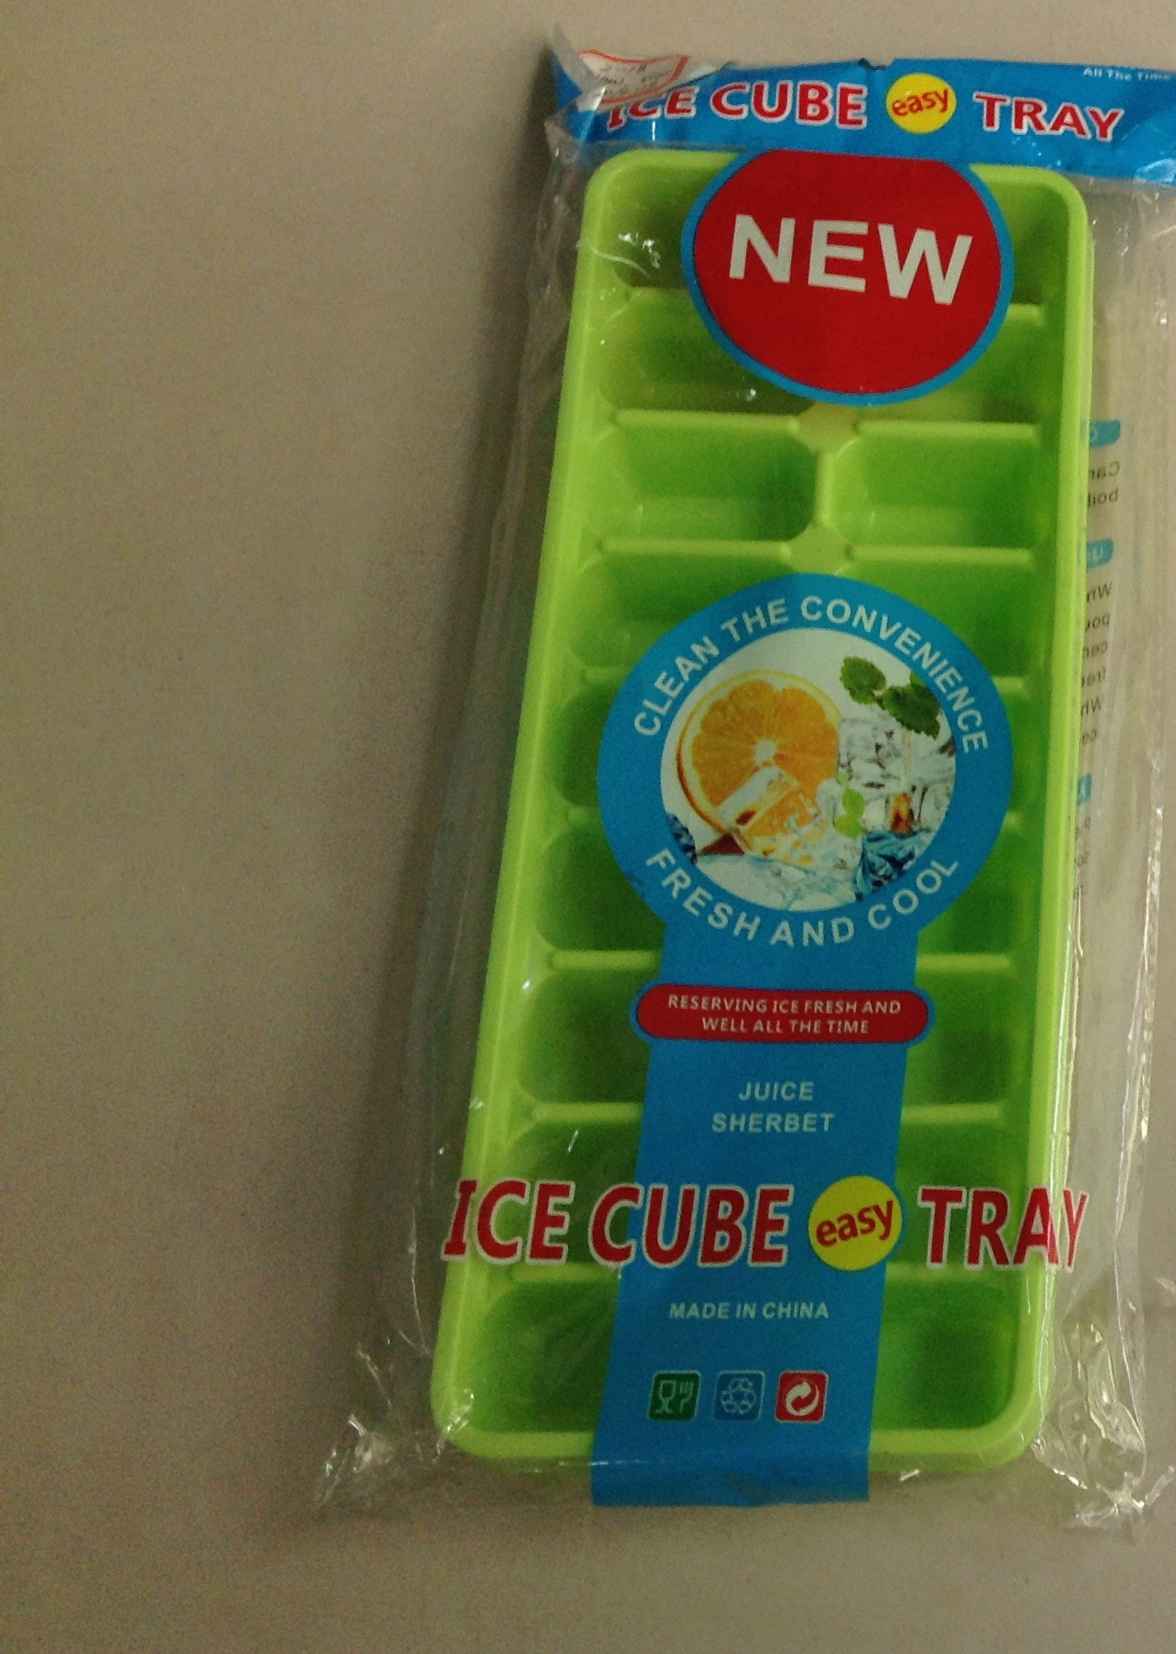 All The Time
ICE CUBE easy TRAY
NEW
CLEAN THE CONVENIENCE
FRESH AND COOL
RESERVING ICE FRESH AND
WELL ALL THE TIME
JUICE
SHERBET
ICE CUBE easy TRAY
MADE IN CHINA